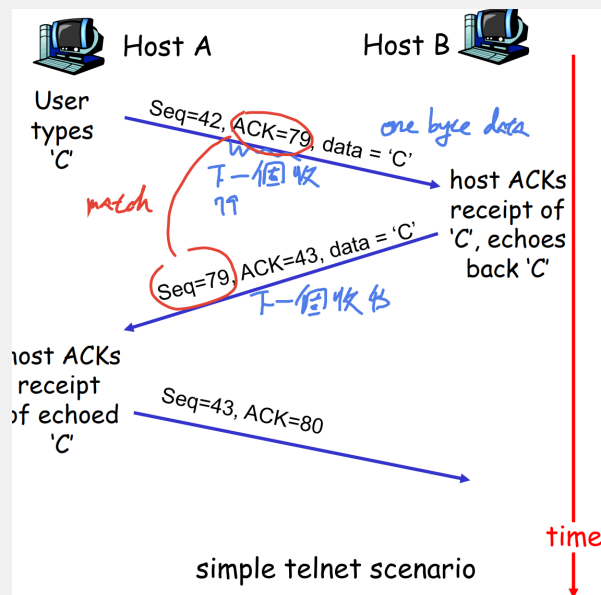 Host A
Host B
User
types
'C'
Seq=42, ACK=79, data = 'C'
one byce data
下一個收
79
match
host ACKs
receipt of
'C', echoes
back 'C'
Seq=79, ACK=43, data = 'C'
下一個收
host ACKs
receipt
of echoed
'C'
Seq=43, ACK=80
time
simple telnet scenario